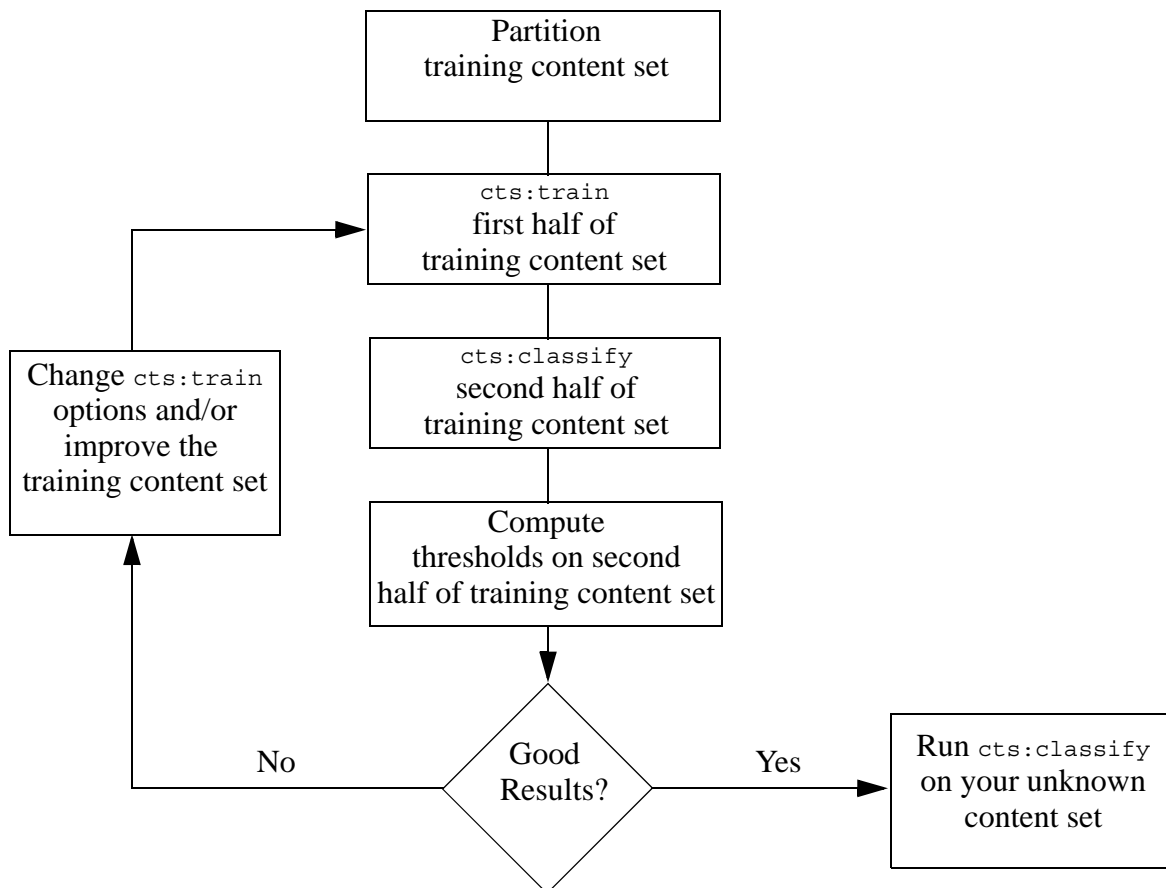 Partition
training content set
cts:train
first half of
training content set
cts:classify
second half of
training content set
Change cts:train
options and/or
improve the
training content set
Compute
thresholds on second
half of training content set
Good
Results?
No
Yes
Run cts:classify
on your unknown
content set